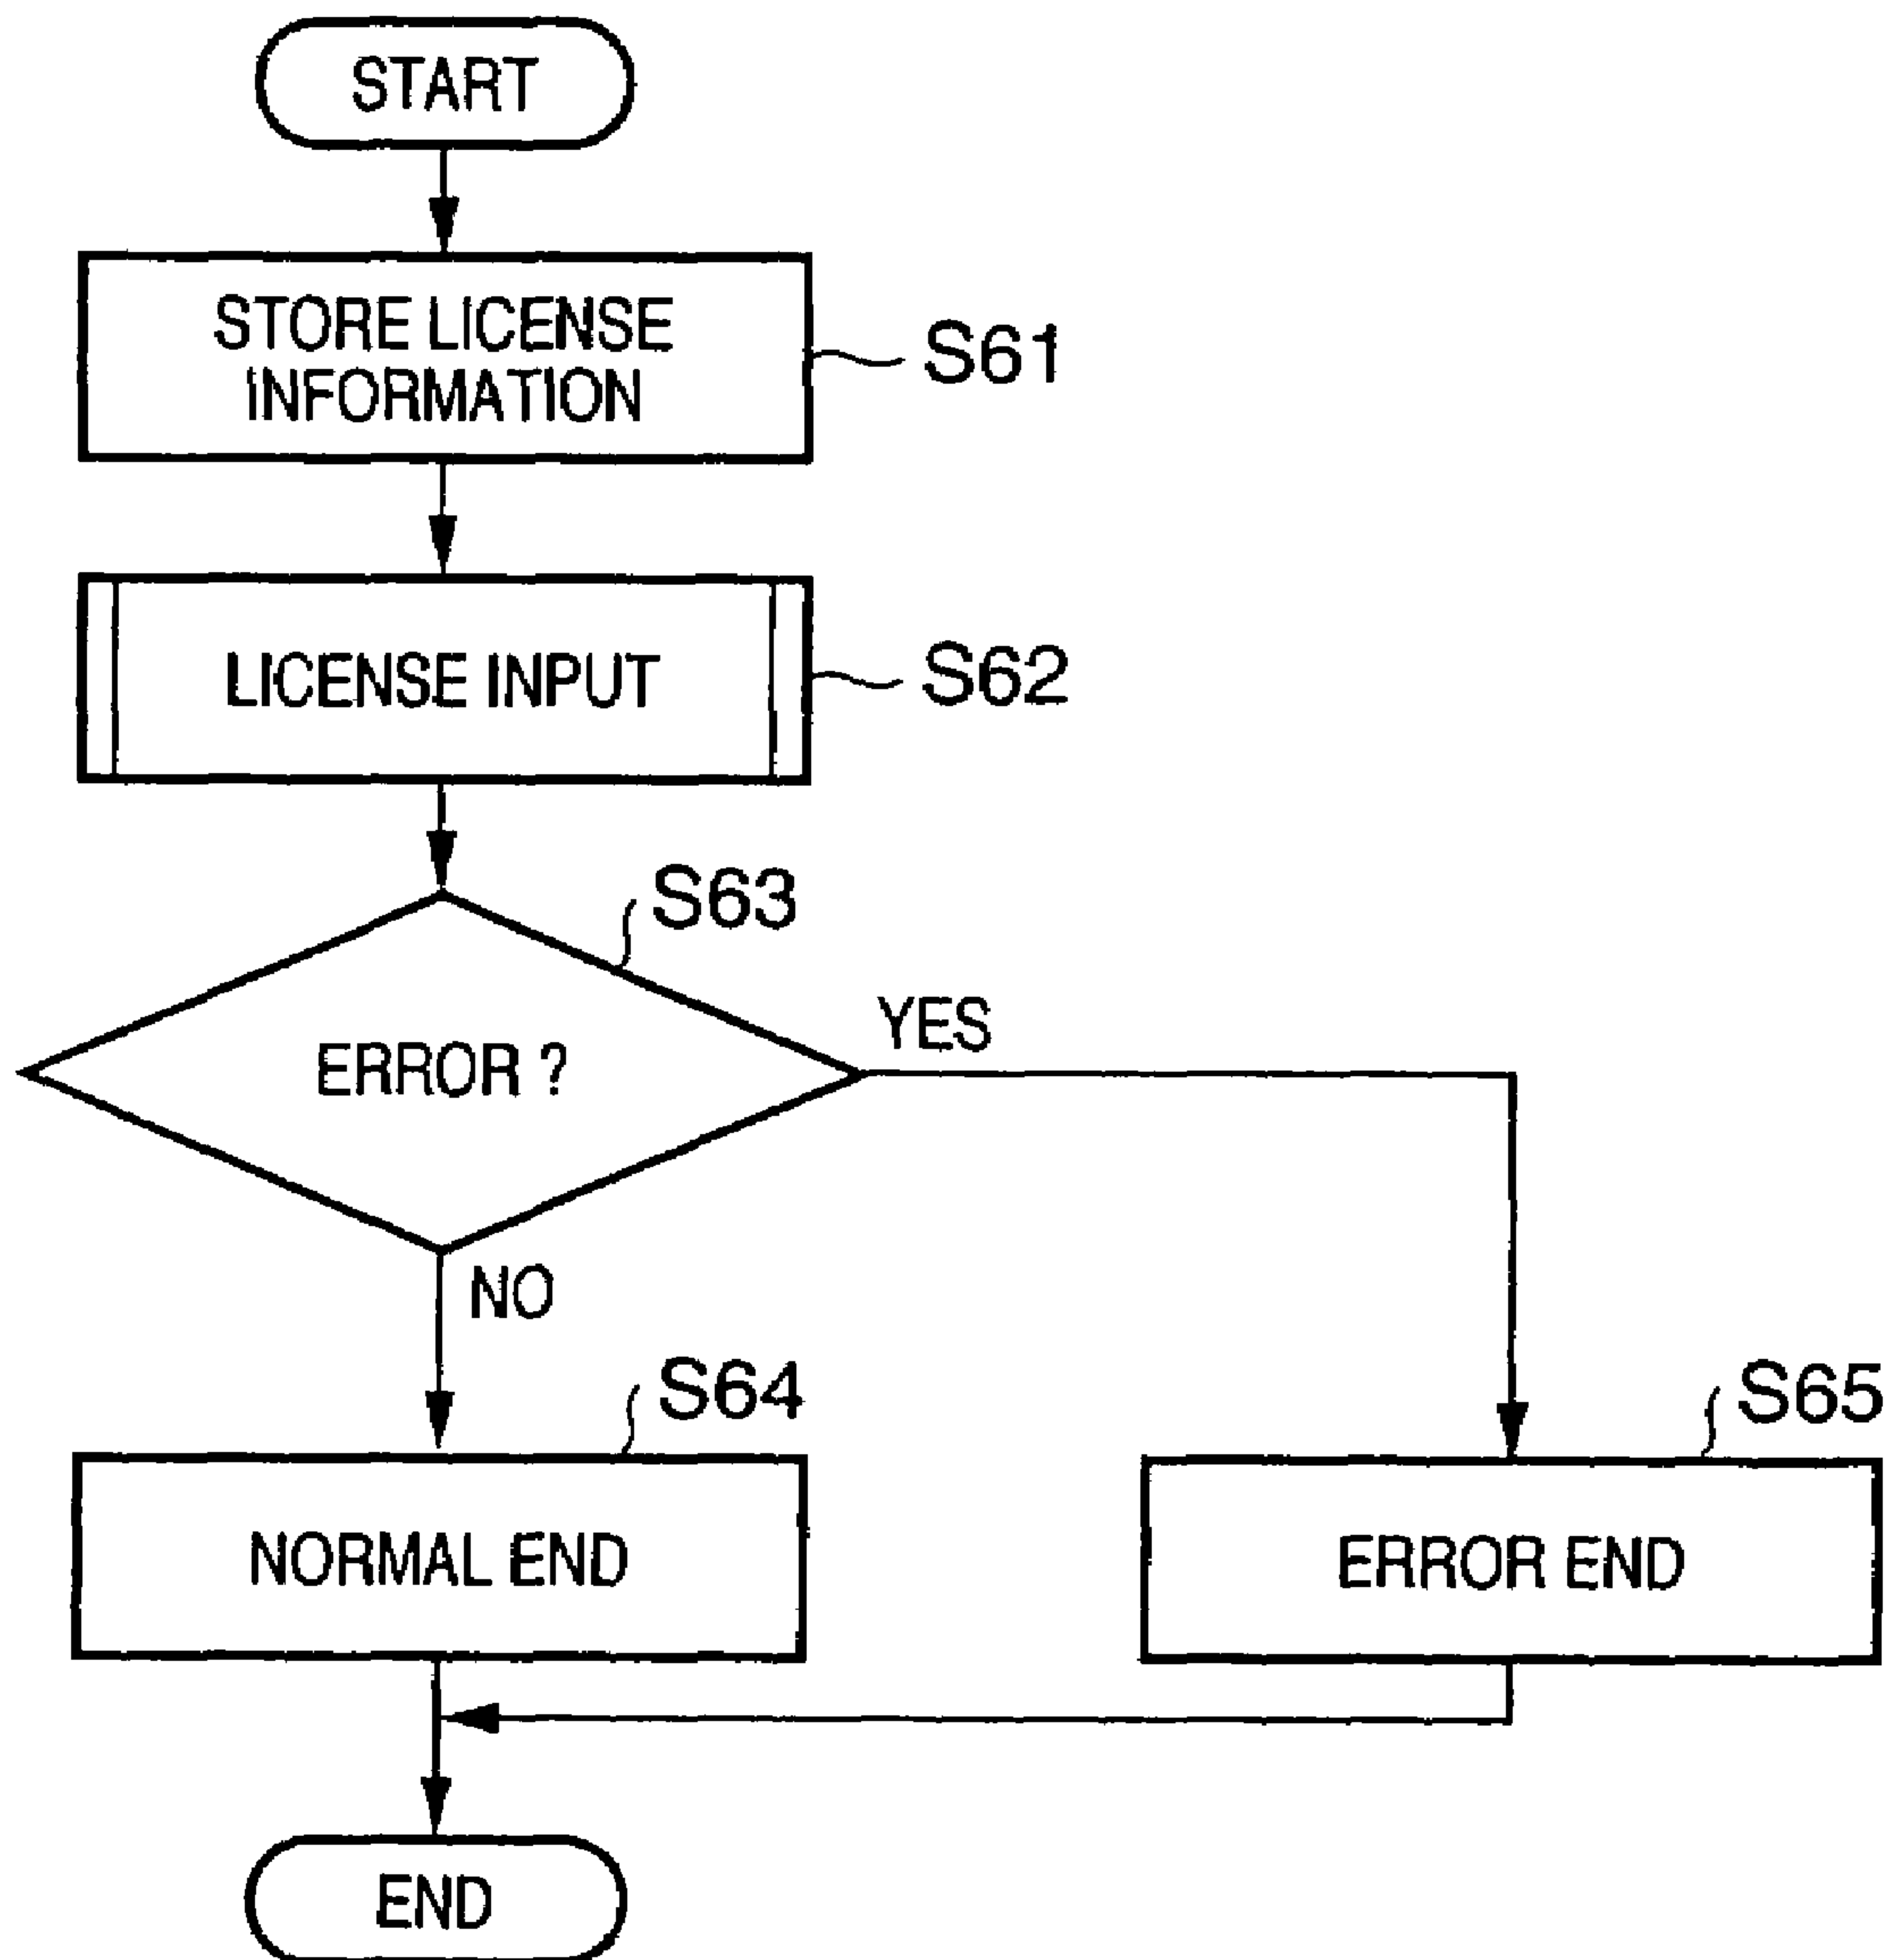 START
STORE LICENSE
INFORMATION
S61
LICENSE INPUT
S62
S63
ERROR ?
YES
NO
S64
S65
NORMAL END
ERROR END
END